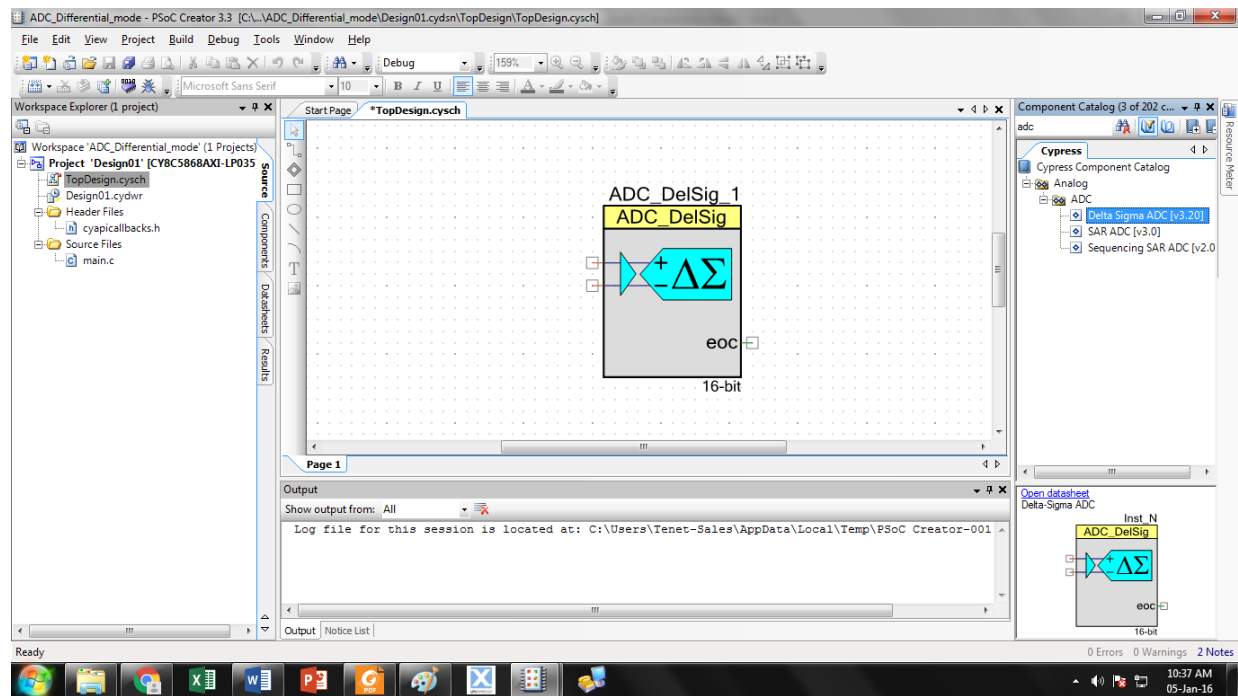 ADC_Differential_mode - PSoC Creator 3.3 [C:\...\ADC_Differential_mode\Design01.cydsn\TopDesign\TopDesign.cysch]
File Edit View Project Build Debug Tools Window Help
Debug 159%
Microsoft Sans Serif 10 B I U A
Workspace Explorer (1 project)
Workspace 'ADC_Differential_mode' (1 Projects)
Project 'Design01' [CY8C5868AXI-LP035
TopDesign.cysch
Design01.cydwr
Header Files
cyapicallbacks.h
Source Files
main.c
Source
Components
Datasheets
Results
Start Page *TopDesign.cysch
T
ADC_DelSig_1
ADC_DelSig
+
- ΔΣ
eoc
16-bit
Page 1
Output
Show output from: All
Log file for this session is located at: C:\Users\Tenet-Sales\AppData\Local\Temp\PSoC Creator-001
Output Notice List
Component Catalog (3 of 202 c...
adc
Cypress
Cypress Component Catalog
Analog
ADC
Delta Sigma ADC [v3.20]
SAR ADC [v3.0]
Sequencing SAR ADC [v2.0
Resource Meter
Open datasheet
Delta-Sigma ADC
Inst_N
ADC_DelSig
+
- ΔΣ
eoc
16-bit
Ready
0 Errors 0 Warnings 2 Notes
PDF
10:37 AM
05-Jan-16